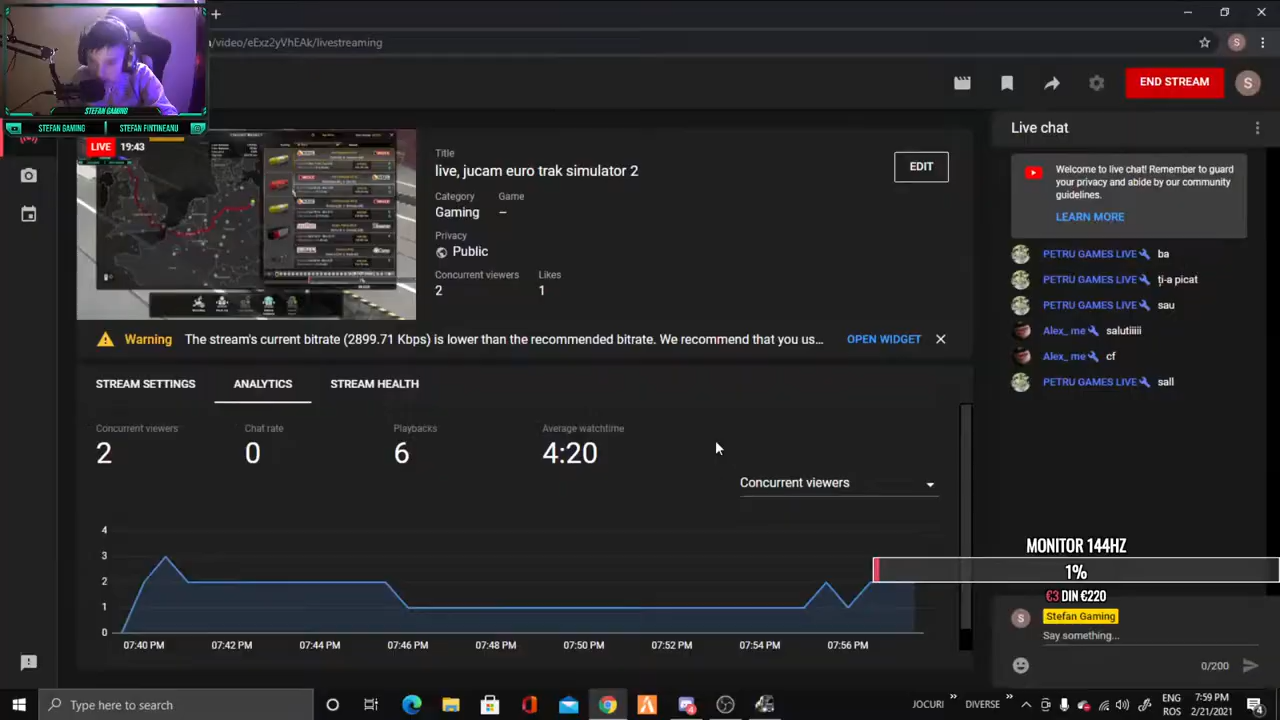 /video/eExz2yVhEAk/livestreaming
STEFAN GAMING
STEFAN GAMING
STEFAN FINTINEANU
END STREAM
S
S
LIVE 19:43
Title
live, jucam euro trak simulator 2
EDIT
Category
Game
Gaming
–
Privacy
Public
Concurrent viewers
Likes
2
1
Warning
The stream's current bitrate (2899.71 Kbps) is lower than the recommended bitrate. We recommend that you us...
OPEN WIDGET
STREAM SETTINGS
ANALYTICS
STREAM HEALTH
Concurrent viewers
2
Chat rate
0
Playbacks
6
Average watchtime
4:20
Concurrent viewers
4
3
2
1
0
07:40 PM
07:42 PM
07:44 PM
07:46 PM
07:48 PM
07:50 PM
07:52 PM
07:54 PM
07:56 PM
Live chat
Welcome to live chat! Remember to guard
your privacy and abide by our community
guidelines.
LEARN MORE
PETRU GAMES LIVE ba
PETRU GAMES LIVE ți-a picat
PETRU GAMES LIVE sau
Alex_ me salutiiiii
Alex_ me cf
PETRU GAMES LIVE sall
MONITOR 144HZ
1%
€3 DIN €220
S
Stefan Gaming
Say something...
0/200
Type here to search
JOCURI
DIVERSE
ENG
ROS
7:59 PM
2/21/2021
4